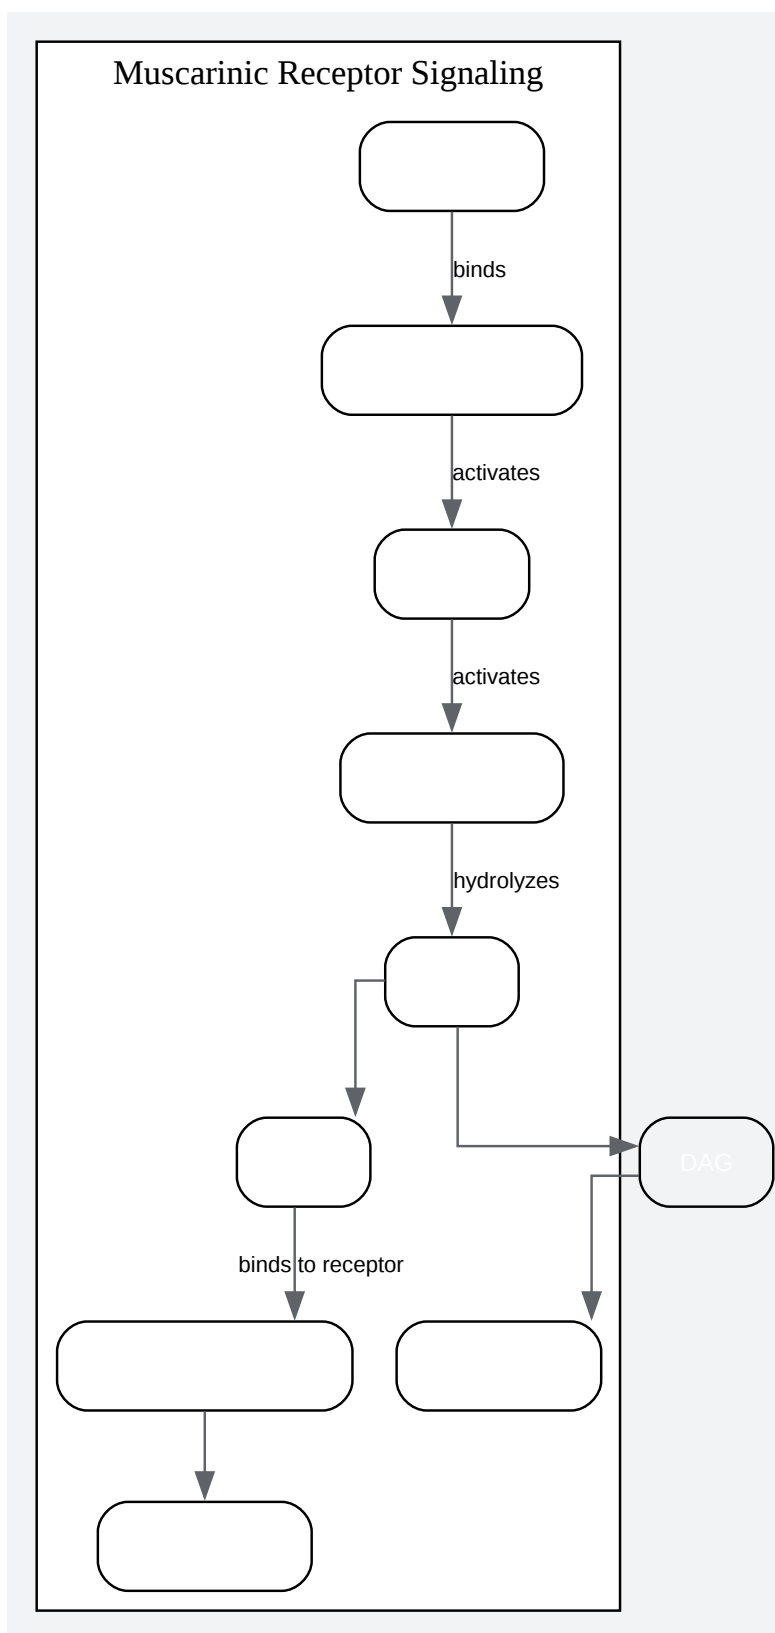 Muscarinic Receptor Signaling
binds
activates
activates
hydrolyzes
DAG
binds to receptor